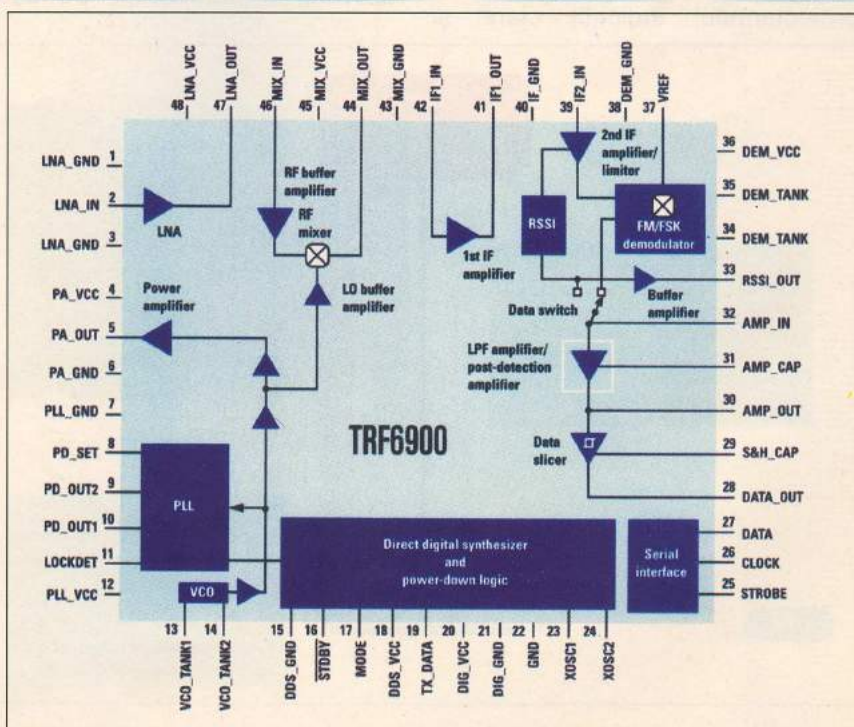 48 LNA_VCC
47 LNA_OUT
46 MIX_IN
45 MIX_VCC
44 MIX_OUT
43 MIX_GND
42 IF1_IN
41 IF1_OUT
40 IF_GND
39 IF2_IN
38 DEM_GND
37 VREF
LNA_GND 1
LNA_IN 2
LNA_GND 3
PA_VCC 4
PA_OUT 5
PA_GND 6
PLL_GND 7
PD_SET 8
PD_OUT2 9
PD_OUT1 10
LOCKDET 11
PLL_VCC 12
LNA
RF buffer
amplifier
RF
mixer
Power
amplifier
LO buffer
amplifier
1st IF
amplifier
2nd IF
amplifier/
limitor
RSSI
FM/FSK
demodulator
Buffer
amplifier
Data switch
LPF amplifier/
post-detection
amplifier
TRF6900
Data
slicer
PLL
VCO
Direct digital synthesizer
and
power-down logic
Serial
interface
36 DEM_VCC
35 DEM_TANK
34 DEM_TANK
33 RSSI_OUT
32 AMP_IN
31 AMP_CAP
30 AMP_OUT
29 S&H_CAP
28 DATA_OUT
27 DATA
26 CLOCK
25 STROBE
13 VCO_TANK1
14 VCO_TANK2
15 DDS_GND
16 STDBY
17 MODE
18 DDS_VCC
19 TX_DATA
20 DIG_VCC
21 DIG_GND
22 GND
23 XOSC1
24 XOSC2